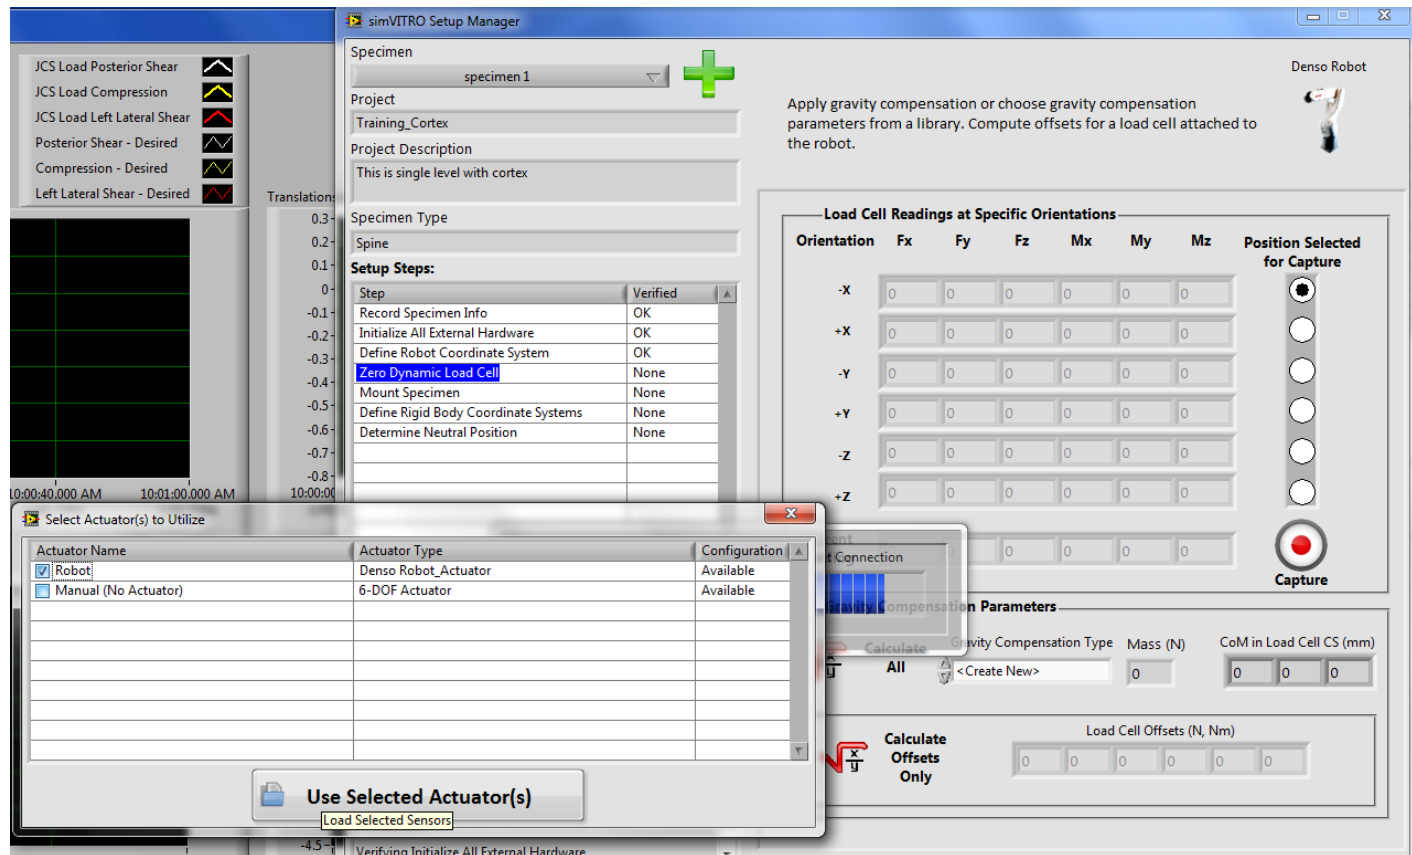 simVITRO Setup Manager
JCS Load Posterior Shear
JCS Load Compression
JCS Load Left Lateral Shear
Posterior Shear - Desired
Compression - Desired
Left Lateral Shear - Desired
Translations
0.3
0.2
0.1
0
-0.1
-0.2
-0.3
-0.4
-0.5
-0.6
-0.7
-0.8
10:00:40.000 AM
10:01:00.000 AM
10:00:00
-4.5
Specimen
specimen 1
Project
Training_Cortex
Project Description
This is single level with cortex
Specimen Type
Spine
Setup Steps:
Step Verified
Record Specimen Info OK
Initialize All External Hardware OK
Define Robot Coordinate System OK
Zero Dynamic Load Cell None
Mount Specimen None
Define Rigid Body Coordinate Systems None
Determine Neutral Position None
Verifying Initialize All External Hardware
Denso Robot
Apply gravity compensation or choose gravity compensation
parameters from a library. Compute offsets for a load cell attached to
the robot.
Load Cell Readings at Specific Orientations
Orientation Fx Fy Fz Mx My Mz Position Selected
for Capture
-X 0 0 0 0 0 0
+X 0 0 0 0 0 0
-Y 0 0 0 0 0 0
+Y 0 0 0 0 0 0
-Z 0 0 0 0 0 0
+Z 0 0 0 0 0 0
0 0 0 0 0
Capture
t Connection
Gravity Compensation Parameters
Calculate
All
Gravity Compensation Type
<Create New>
Mass (N)
0
CoM in Load Cell CS (mm)
0 0 0
x
y
Calculate
Offsets
Only
Load Cell Offsets (N, Nm)
0 0 0 0 0 0
Select Actuator(s) to Utilize
Actuator Name Actuator Type Configuration
Robot Denso Robot_Actuator Available
Manual (No Actuator) 6-DOF Actuator Available
Use Selected Actuator(s)
Load Selected Sensors